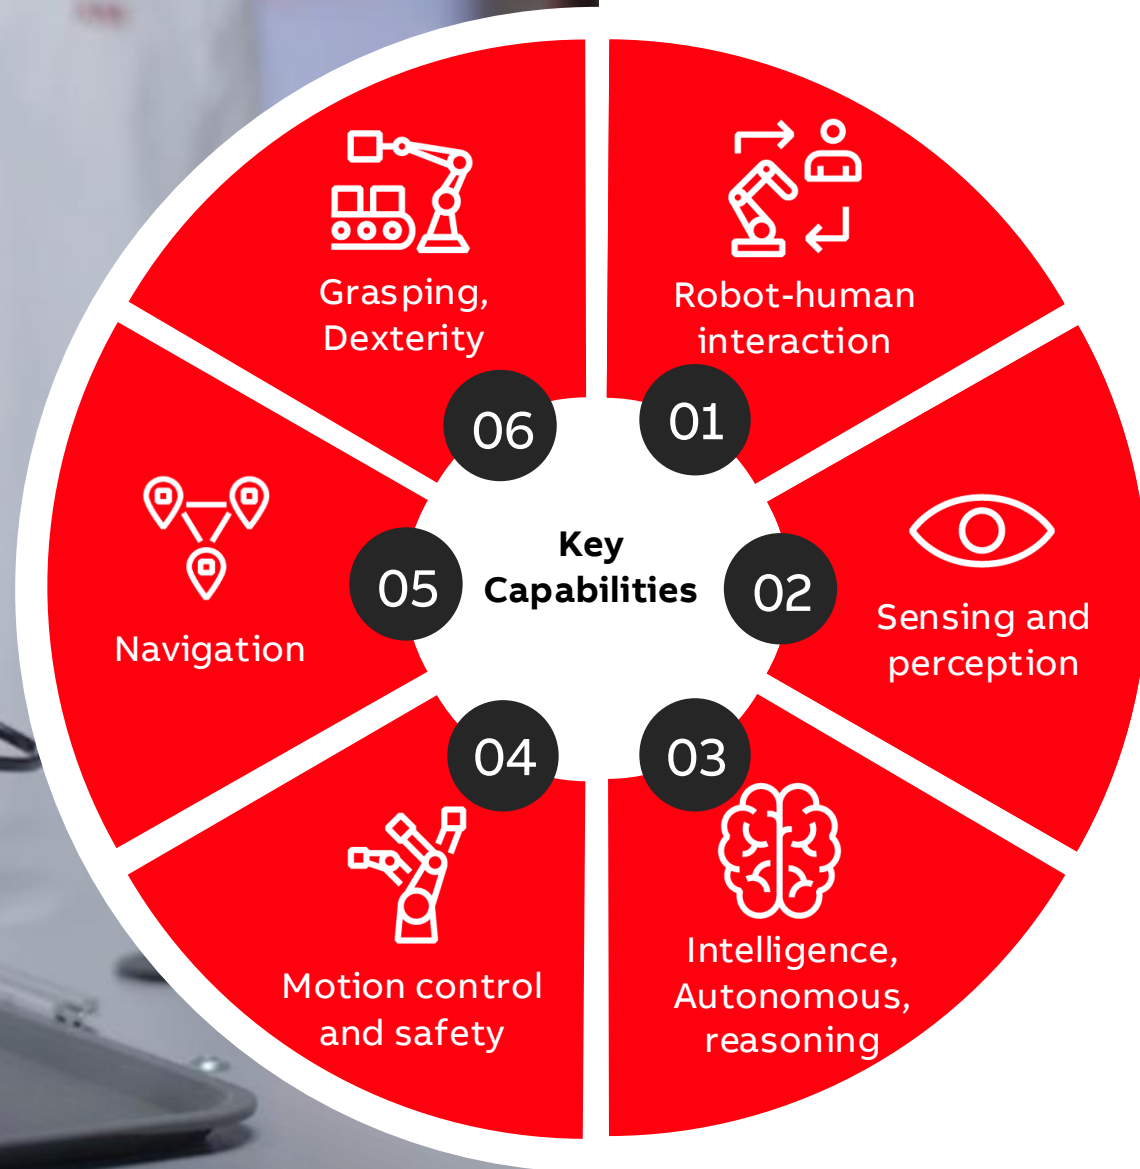 Key
Capabilities
01
Robot-human
interaction
02
Sensing and
perception
03
Intelligence,
Autonomous,
reasoning
04
Motion control
and safety
05
Navigation
06
Grasping,
Dexterity